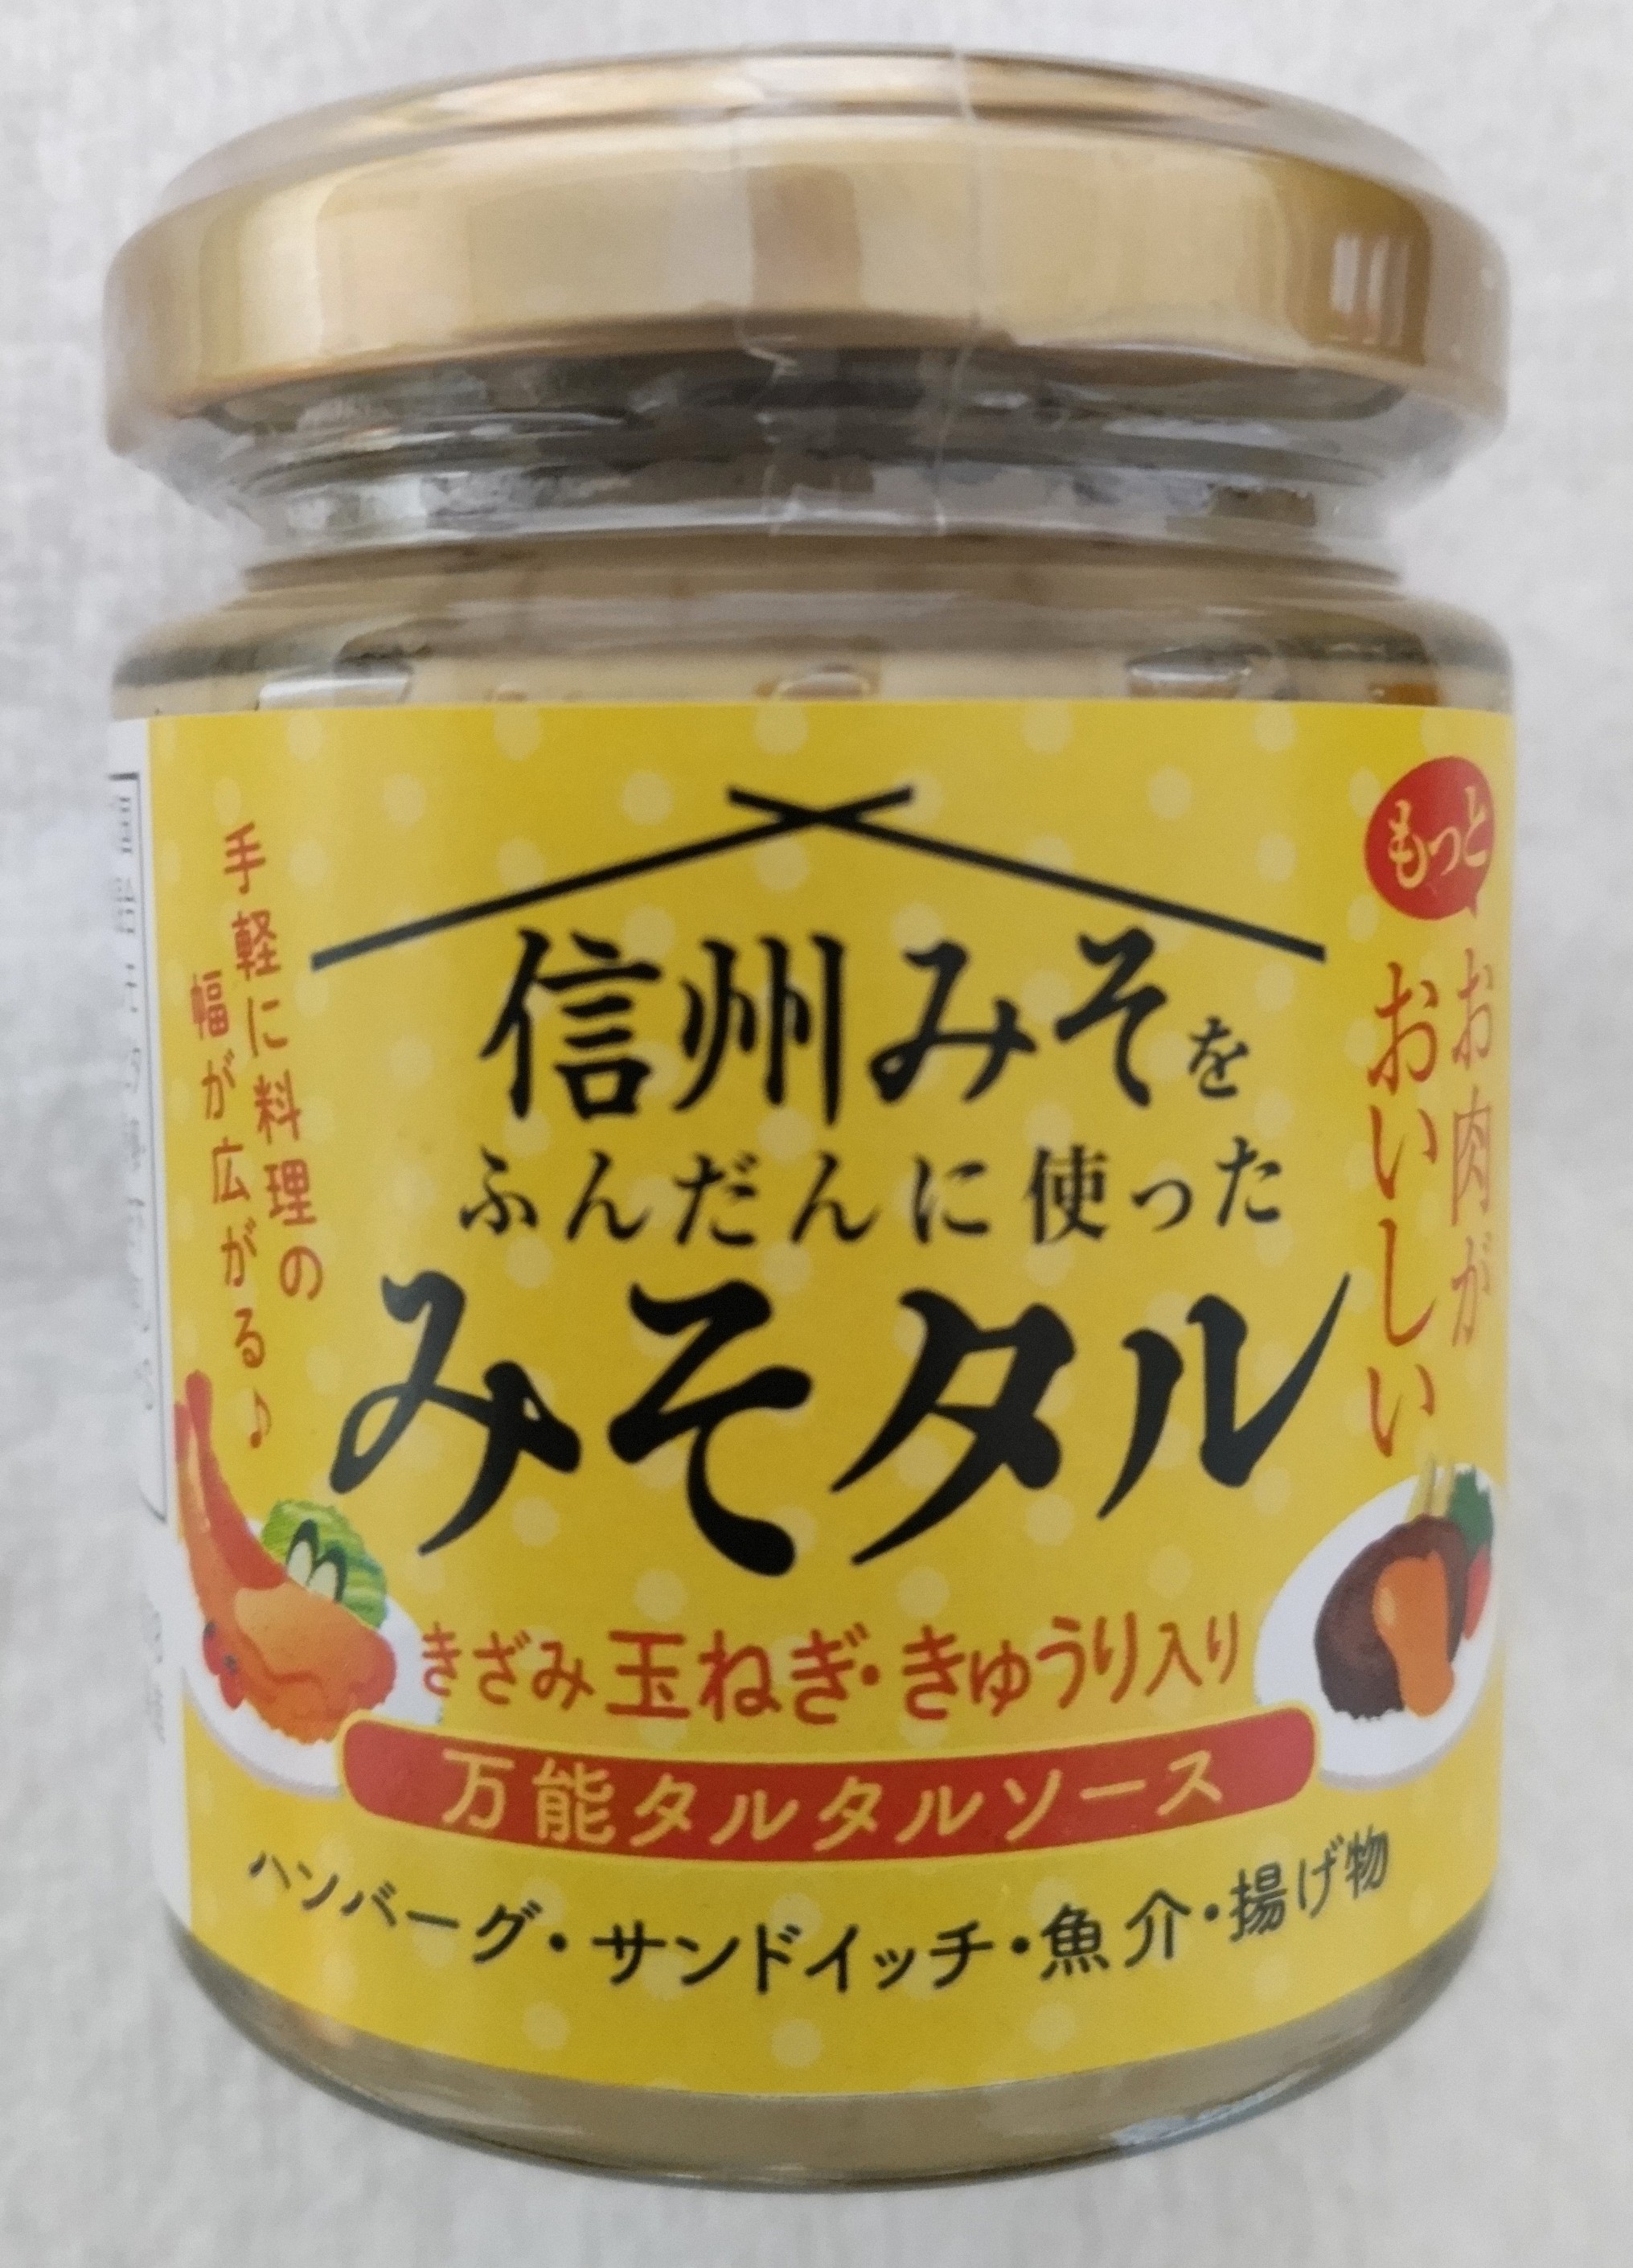 もっと
お肉が
おいしい
信州みそを
ふんだんに使った
みそタル
手軽に料理の
幅が広がる♪
きざみ玉ねぎ・きゅうり入り
万能タルタルソース
ハンバーグ・サンドイッチ・魚介・揚げ物